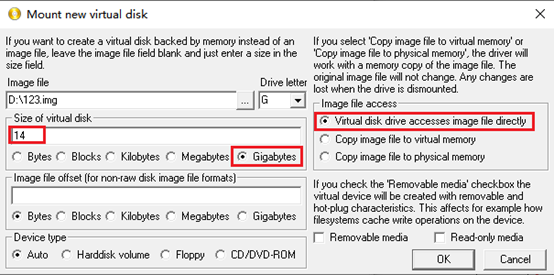 Mount new virtual disk
If you want to create a virtual disk backed by memory instead of an
image file, leave the image file field blank and just enter a size in the
size field.
Image file
Drive letter
D:\123.img
...
G
Size of virtual disk
14
Bytes
Blocks
Kilobytes
Megabytes
Gigabytes
Image file offset (for non-raw disk image file formats)
Bytes
Blocks
Kilobytes
Megabytes
Gigabytes
Device type
Auto
Harddisk volume
Floppy
CD/DVD-ROM
If you select 'Copy image file to virtual memory' or
'Copy image file to physical memory', the driver will
work with a memory copy of the image file. The
original image file will not change. Any changes are
lost when the drive is dismounted.
Image file access
Virtual disk drive accesses image file directly
Copy image file to virtual memory
Copy image file to physical memory
If you check the 'Removable media' checkbox the
virtual device will be created with removable and
hot-plug characteristics. This affects for example how
filesystems cache write operations on the device.
Removable media
Read-only media
OK
Cancel